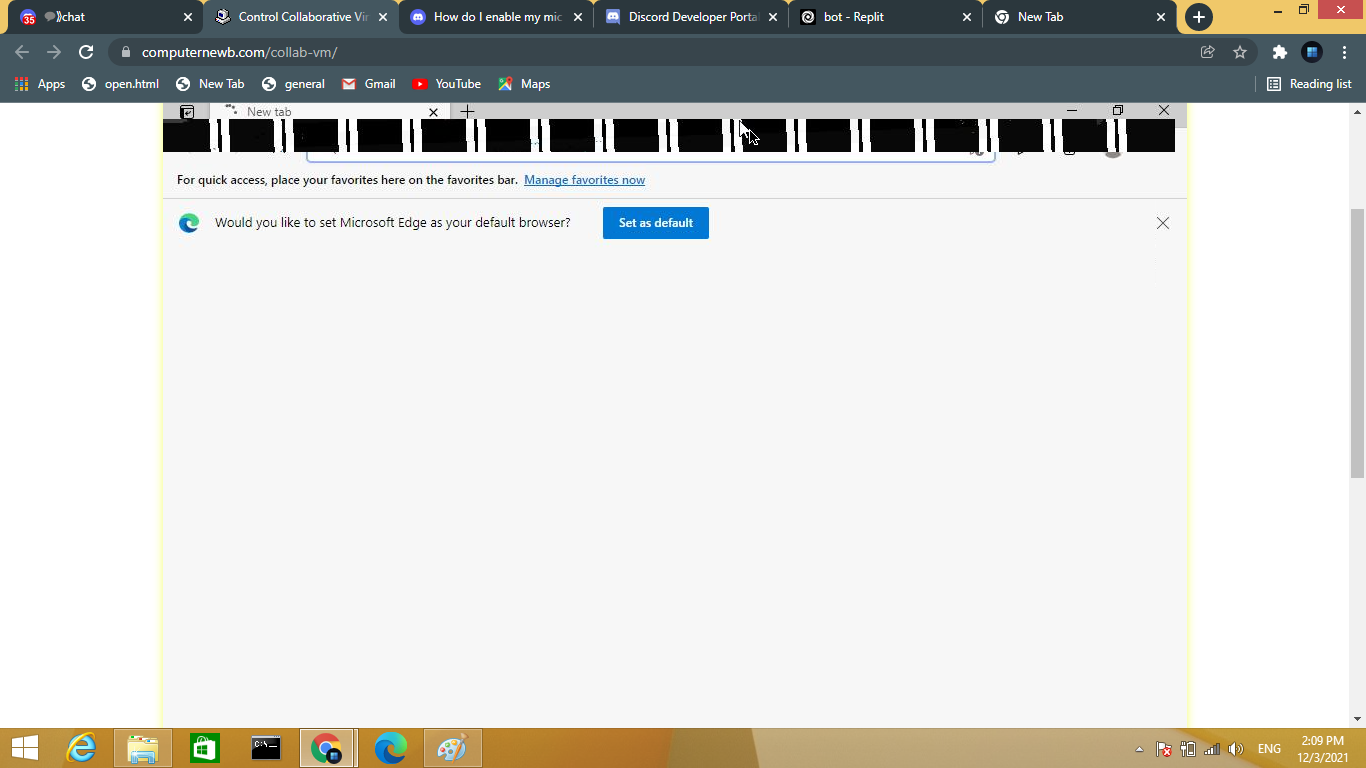 35 chat
Control Collaborative Vir
How do I enable my mic
Discord Developer Porta
bot - Replit
New Tab
computernewb.com/collab-vm/
Apps open.html New Tab general Gmail YouTube Maps Reading list
New tab
For quick access, place your favorites here on the favorites bar. Manage favorites now
Would you like to set Microsoft Edge as your default browser? Set as default
C:\
ENG
2:09 PM
12/3/2021